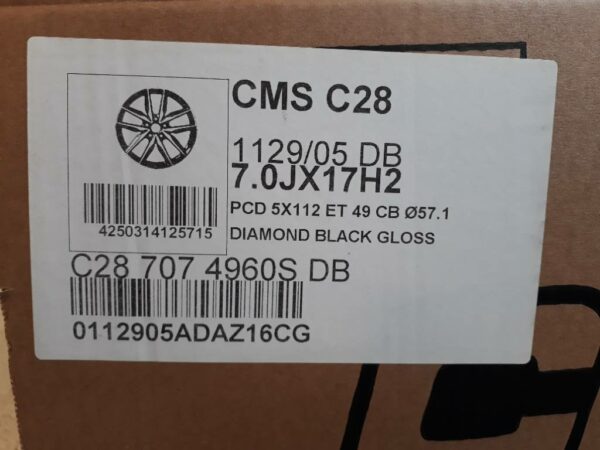 CMS C28
1129/05 DB
7.0JX17H2
PCD 5X112 ET 49 CB Ø57.1
4250314125715
DIAMOND BLACK GLOSS
C28 707 4960S DB
0112905ADAZ16CG